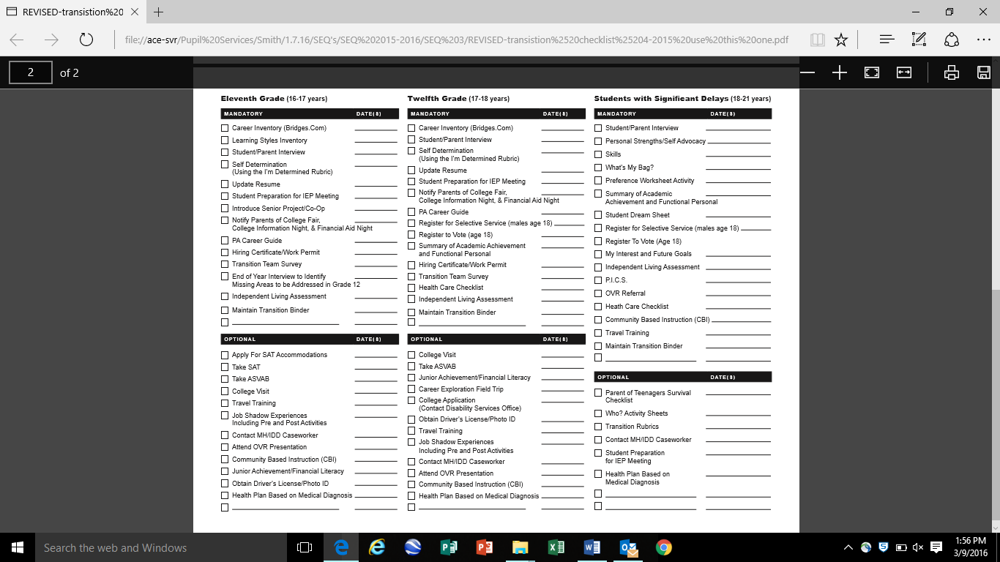 REVISED-transistion%20
file://ace-svr/Pupil%20Services/Smith/1.7.16/SEQ's/SEQ%202015-2016/SEQ%203/REVISED-transistion%2520checklist%25204-2015%20use%20this%20one.pdf
2 of 2
Eleventh Grade (16-17 years)
MANDATORY DATE(S)
Career Inventory (Bridges.Com)
Learning Styles Inventory
Student/Parent Interview
Self Determination
(Using the I'm Determined Rubric)
Update Resume
Student Preparation for IEP Meeting
Introduce Senior Project/Co-Op
Notify Parents of College Fair,
College Information Night, & Financial Aid Night
PA Career Guide
Hiring Certificate/Work Permit
Transition Team Survey
End of Year Interview to Identify
Missing Areas to be Addressed in Grade 12
Independent Living Assessment
Maintain Transition Binder
OPTIONAL DATE(S)
Apply For SAT Accommodations
Take SAT
Take ASVAB
College Visit
Travel Training
Job Shadow Experiences
Including Pre and Post Activities
Contact MH/IDD Caseworker
Attend OVR Presentation
Community Based Instruction (CBI)
Junior Achievement/Financial Literacy
Obtain Driver's License/Photo ID
Health Plan Based on Medical Diagnosis
Twelfth Grade (17-18 years)
MANDATORY DATE(S)
Career Inventory (Bridges.Com)
Student/Parent Interview
Self Determination
(Using the I'm Determined Rubric)
Update Resume
Student Preparation for IEP Meeting
Notify Parents of College Fair,
College Information Night, & Financial Aid Night
PA Career Guide
Register for Selective Service (males age 18)
Register to Vote (age 18)
Summary of Academic Achievement
and Functional Personal
Hiring Certificate/Work Permit
Transition Team Survey
Health Care Checklist
Independent Living Assessment
Maintain Transition Binder
OPTIONAL DATE(S)
College Visit
Take ASVAB
Junior Achievement/Financial Literacy
Career Exploration Field Trip
College Application
(Contact Disability Services Office)
Obtain Driver's License/Photo ID
Travel Training
Job Shadow Experiences
Including Pre and Post Activities
Contact MH/IDD Caseworker
Attend OVR Presentation
Community Based Instruction (CBI)
Health Plan Based on Medical Diagnosis
Students with Significant Delays (18-21 years)
MANDATORY DATE(S)
Student/Parent Interview
Personal Strengths/Self Advocacy
Skills
What's My Bag?
Preference Worksheet Activity
Summary of Academic
Achievement and Functional Personal
Student Dream Sheet
Register for Selective Service (males age 18)
Register To Vote (Age 18)
My Interest and Future Goals
Independent Living Assessment
P.I.C.S.
OVR Referral
Heath Care Checklist
Community Based Instruction (CBI)
Travel Training
Maintain Transition Binder
OPTIONAL DATE(S)
Parent of Teenagers Survival
Checklist
Who? Activity Sheets
Transition Rubrics
Contact MH/IDD Caseworker
Student Preparation
for IEP Meeting
Health Plan Based on
Medical Diagnosis
Search the web and Windows
1:56 PM
3/9/2016